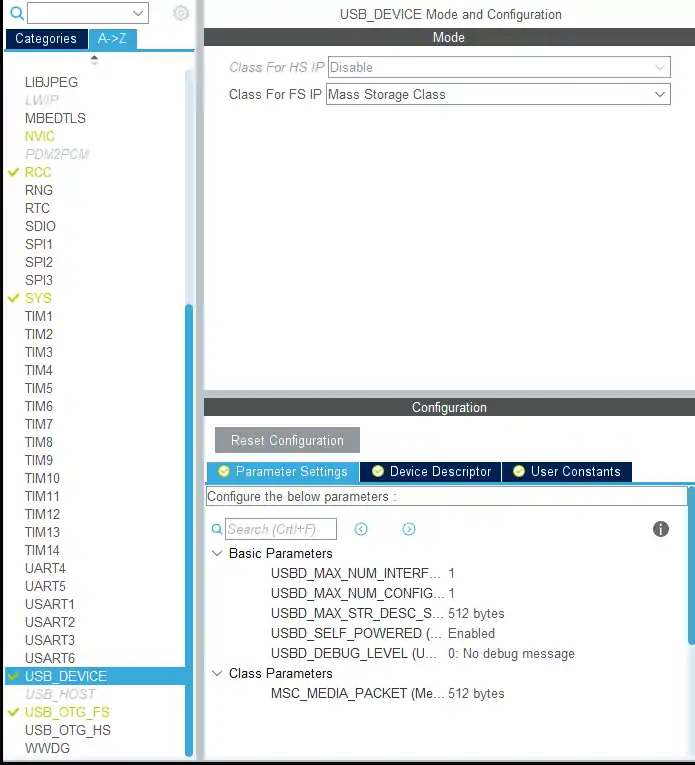 Categories A->Z
LIBJPEG
LWIP
MBEDTLS
NVIC
PDM2PCM
RCC
RNG
RTC
SDIO
SPI1
SPI2
SPI3
SYS
TIM1
TIM2
TIM3
TIM4
TIM5
TIM6
TIM7
TIM8
TIM9
TIM10
TIM11
TIM12
TIM13
TIM14
UART4
UART5
USART1
USART2
USART3
USART6
USB_DEVICE
USB_HOST
USB_OTG_FS
USB_OTG_HS
WWDG
USB_DEVICE Mode and Configuration
Mode
Class For HS IP Disable
Class For FS IP Mass Storage Class
Configuration
Reset Configuration
Parameter Settings Device Descriptor User Constants
Configure the below parameters :
Search (Crtl+F)
Basic Parameters
USBD_MAX_NUM_INTERF... 1
USBD_MAX_NUM_CONFIG... 1
USBD_MAX_STR_DESC_S... 512 bytes
USBD_SELF_POWERED (... Enabled
USBD_DEBUG_LEVEL (U... 0: No debug message
Class Parameters
MSC_MEDIA_PACKET (Me... 512 bytes